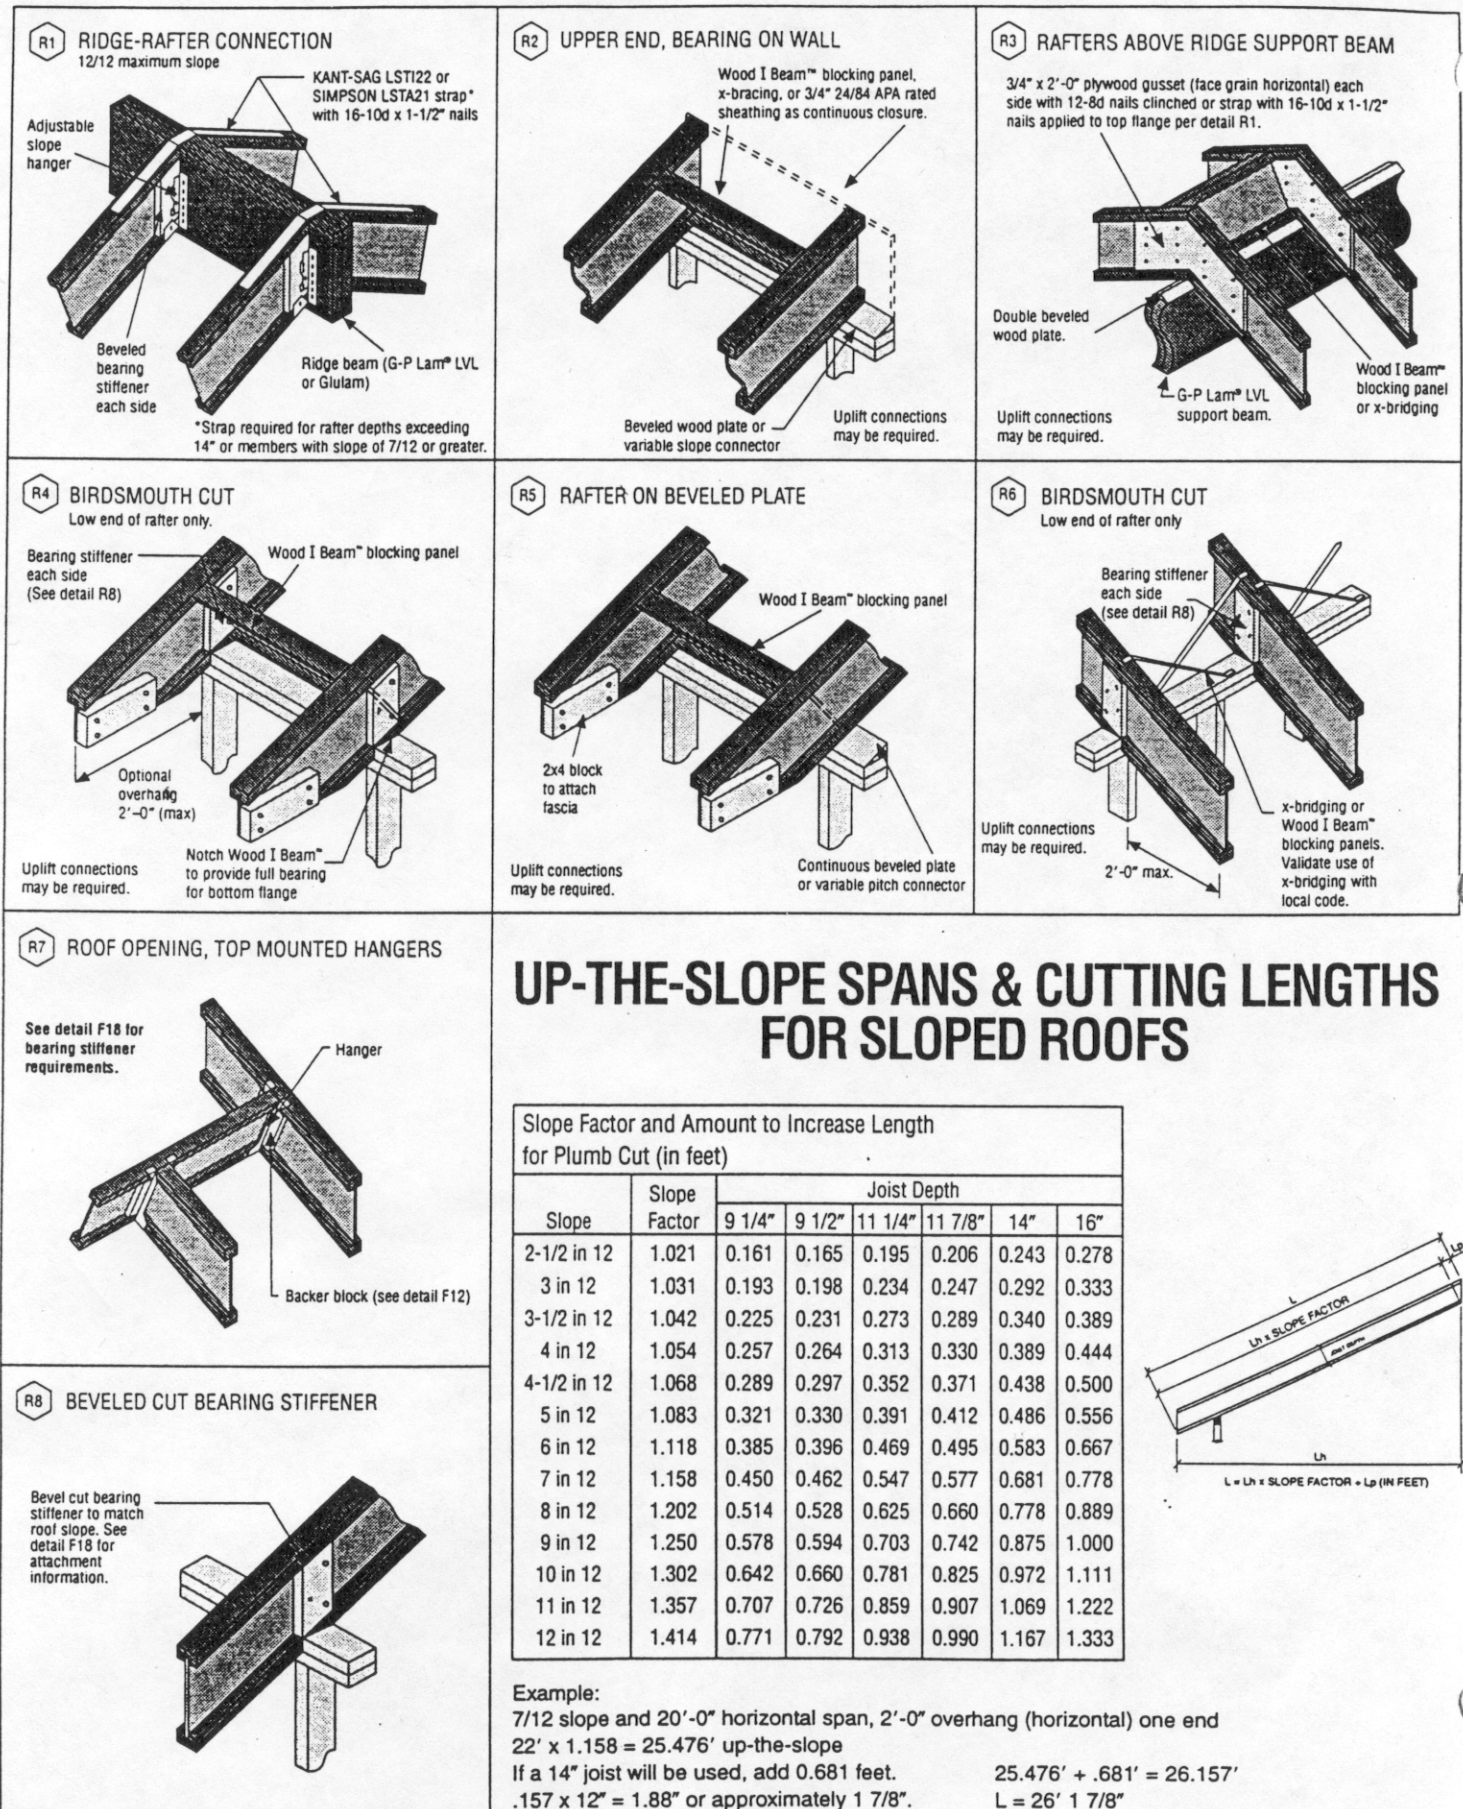 R1 RIDGE-RAFTER CONNECTION
12/12 maximum slope
KANT-SAG LSTI22 or
SIMPSON LSTA21 strap*
with 16-10d x 1-1/2" nails
Adjustable
slope
hanger
Beveled
bearing
stiffener
each side
Ridge beam (G-P Lam® LVL
or Glulam)
*Strap required for rafter depths exceeding
14" or members with slope of 7/12 or greater.
R2 UPPER END, BEARING ON WALL
Wood I Beam™ blocking panel,
x-bracing, or 3/4" 24/84 APA rated
sheathing as continuous closure.
Beveled wood plate or
variable slope connector
Uplift connections
may be required.
R3 RAFTERS ABOVE RIDGE SUPPORT BEAM
3/4" x 2'-0" plywood gusset (face grain horizontal) each
side with 12-8d nails clinched or strap with 16-10d x 1-1/2"
nails applied to top flange per detail R1.
Double beveled
wood plate.
G-P Lam® LVL
support beam.
Wood I Beam™
blocking panel
or x-bridging
Uplift connections
may be required.
R4 BIRDSMOUTH CUT
Low end of rafter only.
Bearing stiffener
each side
(See detail R8)
Wood I Beam™ blocking panel
Optional
overhang
2'-0" (max)
Notch Wood I Beam™
to provide full bearing
for bottom flange
Uplift connections
may be required.
R5 RAFTER ON BEVELED PLATE
Wood I Beam™ blocking panel
2x4 block
to attach
fascia
Uplift connections
may be required.
Continuous beveled plate
or variable pitch connector
R6 BIRDSMOUTH CUT
Low end of rafter only
Bearing stiffener
each side
(see detail R8)
Uplift connections
may be required.
2'-0" max.
x-bridging or
Wood I Beam™
blocking panels.
Validate use of
x-bridging with
local code.
R7 ROOF OPENING, TOP MOUNTED HANGERS
See detail F18 for
bearing stiffener
requirements.
Hanger
Backer block (see detail F12)
R8 BEVELED CUT BEARING STIFFENER
Bevel cut bearing
stiffener to match
roof slope. See
detail F18 for
attachment
information.
UP-THE-SLOPE SPANS & CUTTING LENGTHS
FOR SLOPED ROOFS
Slope Factor and Amount to Increase Length
for Plumb Cut (in feet)
Slope Joist Depth
Slope Factor 9 1/4" 9 1/2" 11 1/4" 11 7/8" 14" 16"
2-1/2 in 12 1.021 0.161 0.165 0.195 0.206 0.243 0.278
3 in 12 1.031 0.193 0.198 0.234 0.247 0.292 0.333
3-1/2 in 12 1.042 0.225 0.231 0.273 0.289 0.340 0.389
4 in 12 1.054 0.257 0.264 0.313 0.330 0.389 0.444
4-1/2 in 12 1.068 0.289 0.297 0.352 0.371 0.438 0.500
5 in 12 1.083 0.321 0.330 0.391 0.412 0.486 0.556
6 in 12 1.118 0.385 0.396 0.469 0.495 0.583 0.667
7 in 12 1.158 0.450 0.462 0.547 0.577 0.681 0.778
8 in 12 1.202 0.514 0.528 0.625 0.660 0.778 0.889
9 in 12 1.250 0.578 0.594 0.703 0.742 0.875 1.000
10 in 12 1.302 0.642 0.660 0.781 0.825 0.972 1.111
11 in 12 1.357 0.707 0.726 0.859 0.907 1.069 1.222
12 in 12 1.414 0.771 0.792 0.938 0.990 1.167 1.333
Lp
L
Lh x SLOPE FACTOR
JOIST DEPTH
Lh
L = Lh x SLOPE FACTOR + Lp (IN FEET)
Example:
7/12 slope and 20'-0" horizontal span, 2'-0" overhang (horizontal) one end
22' x 1.158 = 25.476' up-the-slope
If a 14" joist will be used, add 0.681 feet. 25.476' + .681' = 26.157'
.157 x 12" = 1.88" or approximately 1 7/8". L = 26' 1 7/8"